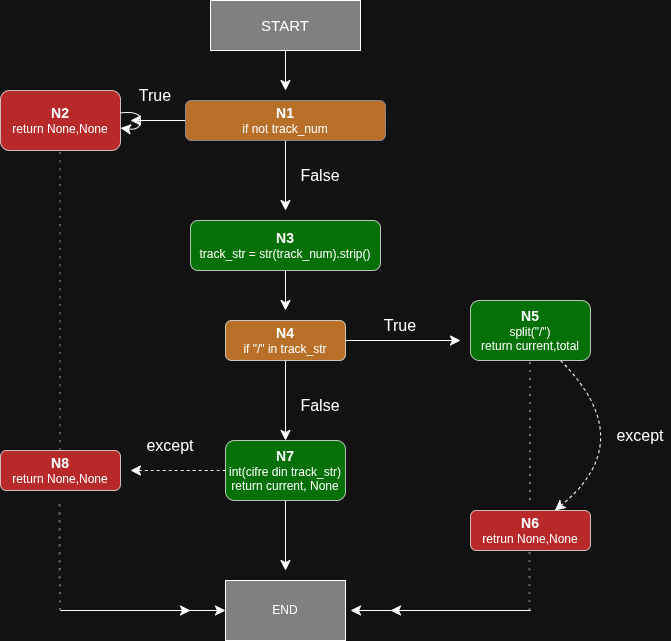 START
True
N1
if not track_num
N2
return None,None
False
N3
track_str = str(track_num).strip()
N4
if "/" in track_str
True
N5
split("/")
return current,total
False
except
except
N7
int(cifre din track_str)
return current, None
N8
return None,None
N6
retrun None,None
END